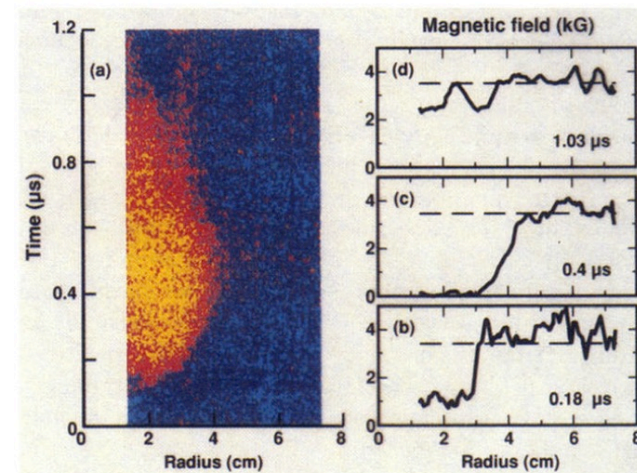 Magnetic field (kG)
1.2
(a)
0.8
0.4
0
Time (µs)
0 2 4 6 8
Radius (cm)
(d)
4
2
0
1.03 µs
(c)
4
2
0
0.4 µs
(b)
4
2
0
0.18 µs
0 2 4 6 8
Radius (cm)